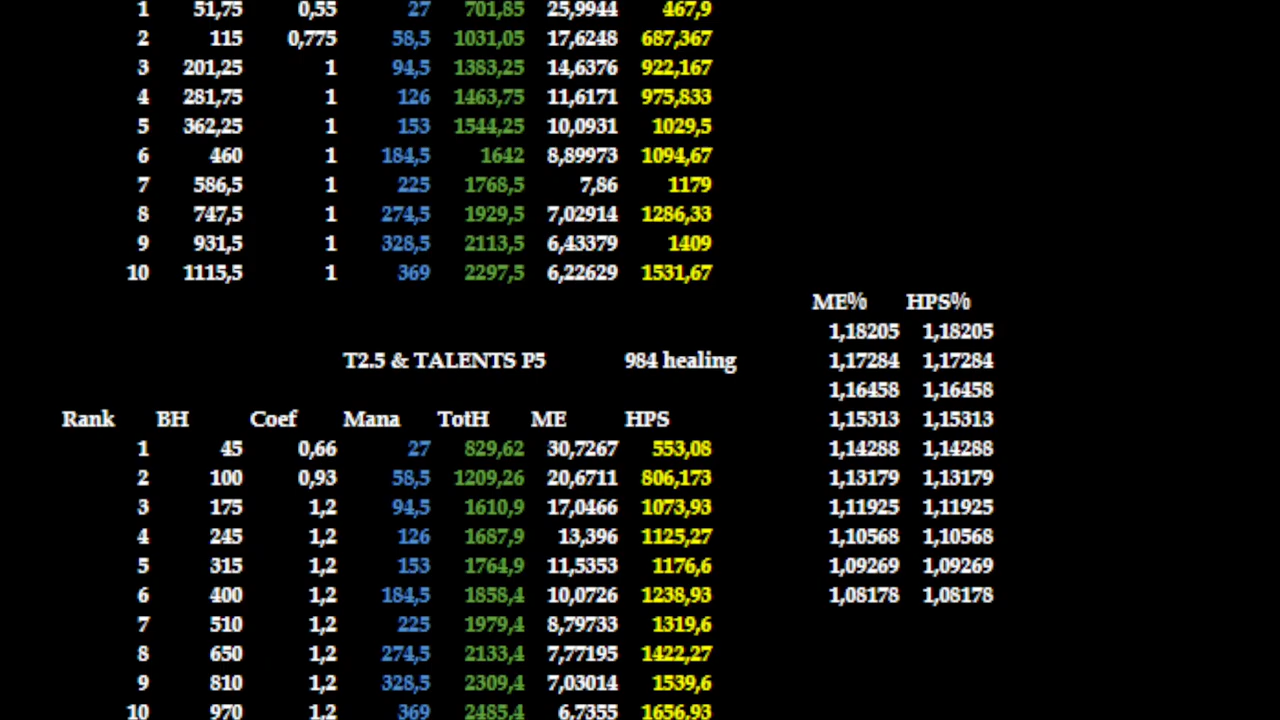 1 51,75 0,55 27 701,85 25,9944 467,9
2 115 0,775 58,5 1031,05 17,6248 687,367
3 201,25 1 94,5 1383,25 14,6376 922,167
4 281,75 1 126 1463,75 11,6171 975,833
5 362,25 1 153 1544,25 10,0931 1029,5
6 460 1 184,5 1642 8,89973 1094,67
7 586,5 1 225 1768,5 7,86 1179
8 747,5 1 274,5 1929,5 7,02914 1286,33
9 931,5 1 328,5 2113,5 6,43379 1409
10 1115,5 1 369 2297,5 6,22629 1531,67
ME% HPS%
1,18205 1,18205
T2.5 & TALENTS P5 984 healing 1,17284 1,17284
1,16458 1,16458
Rank BH Coef Mana TotH ME HPS 1,15313 1,15313
1 45 0,66 27 829,62 30,7267 553,08 1,14288 1,14288
2 100 0,93 58,5 1209,26 20,6711 806,173 1,13179 1,13179
3 175 1,2 94,5 1610,9 17,0466 1073,93 1,11925 1,11925
4 245 1,2 126 1687,9 13,396 1125,27 1,10568 1,10568
5 315 1,2 153 1764,9 11,5353 1176,6 1,09269 1,09269
6 400 1,2 184,5 1858,4 10,0726 1238,93 1,08178 1,08178
7 510 1,2 225 1979,4 8,79733 1319,6
8 650 1,2 274,5 2133,4 7,77195 1422,27
9 810 1,2 328,5 2309,4 7,03014 1539,6
10 970 1,2 369 2485,4 6,7355 1656,93